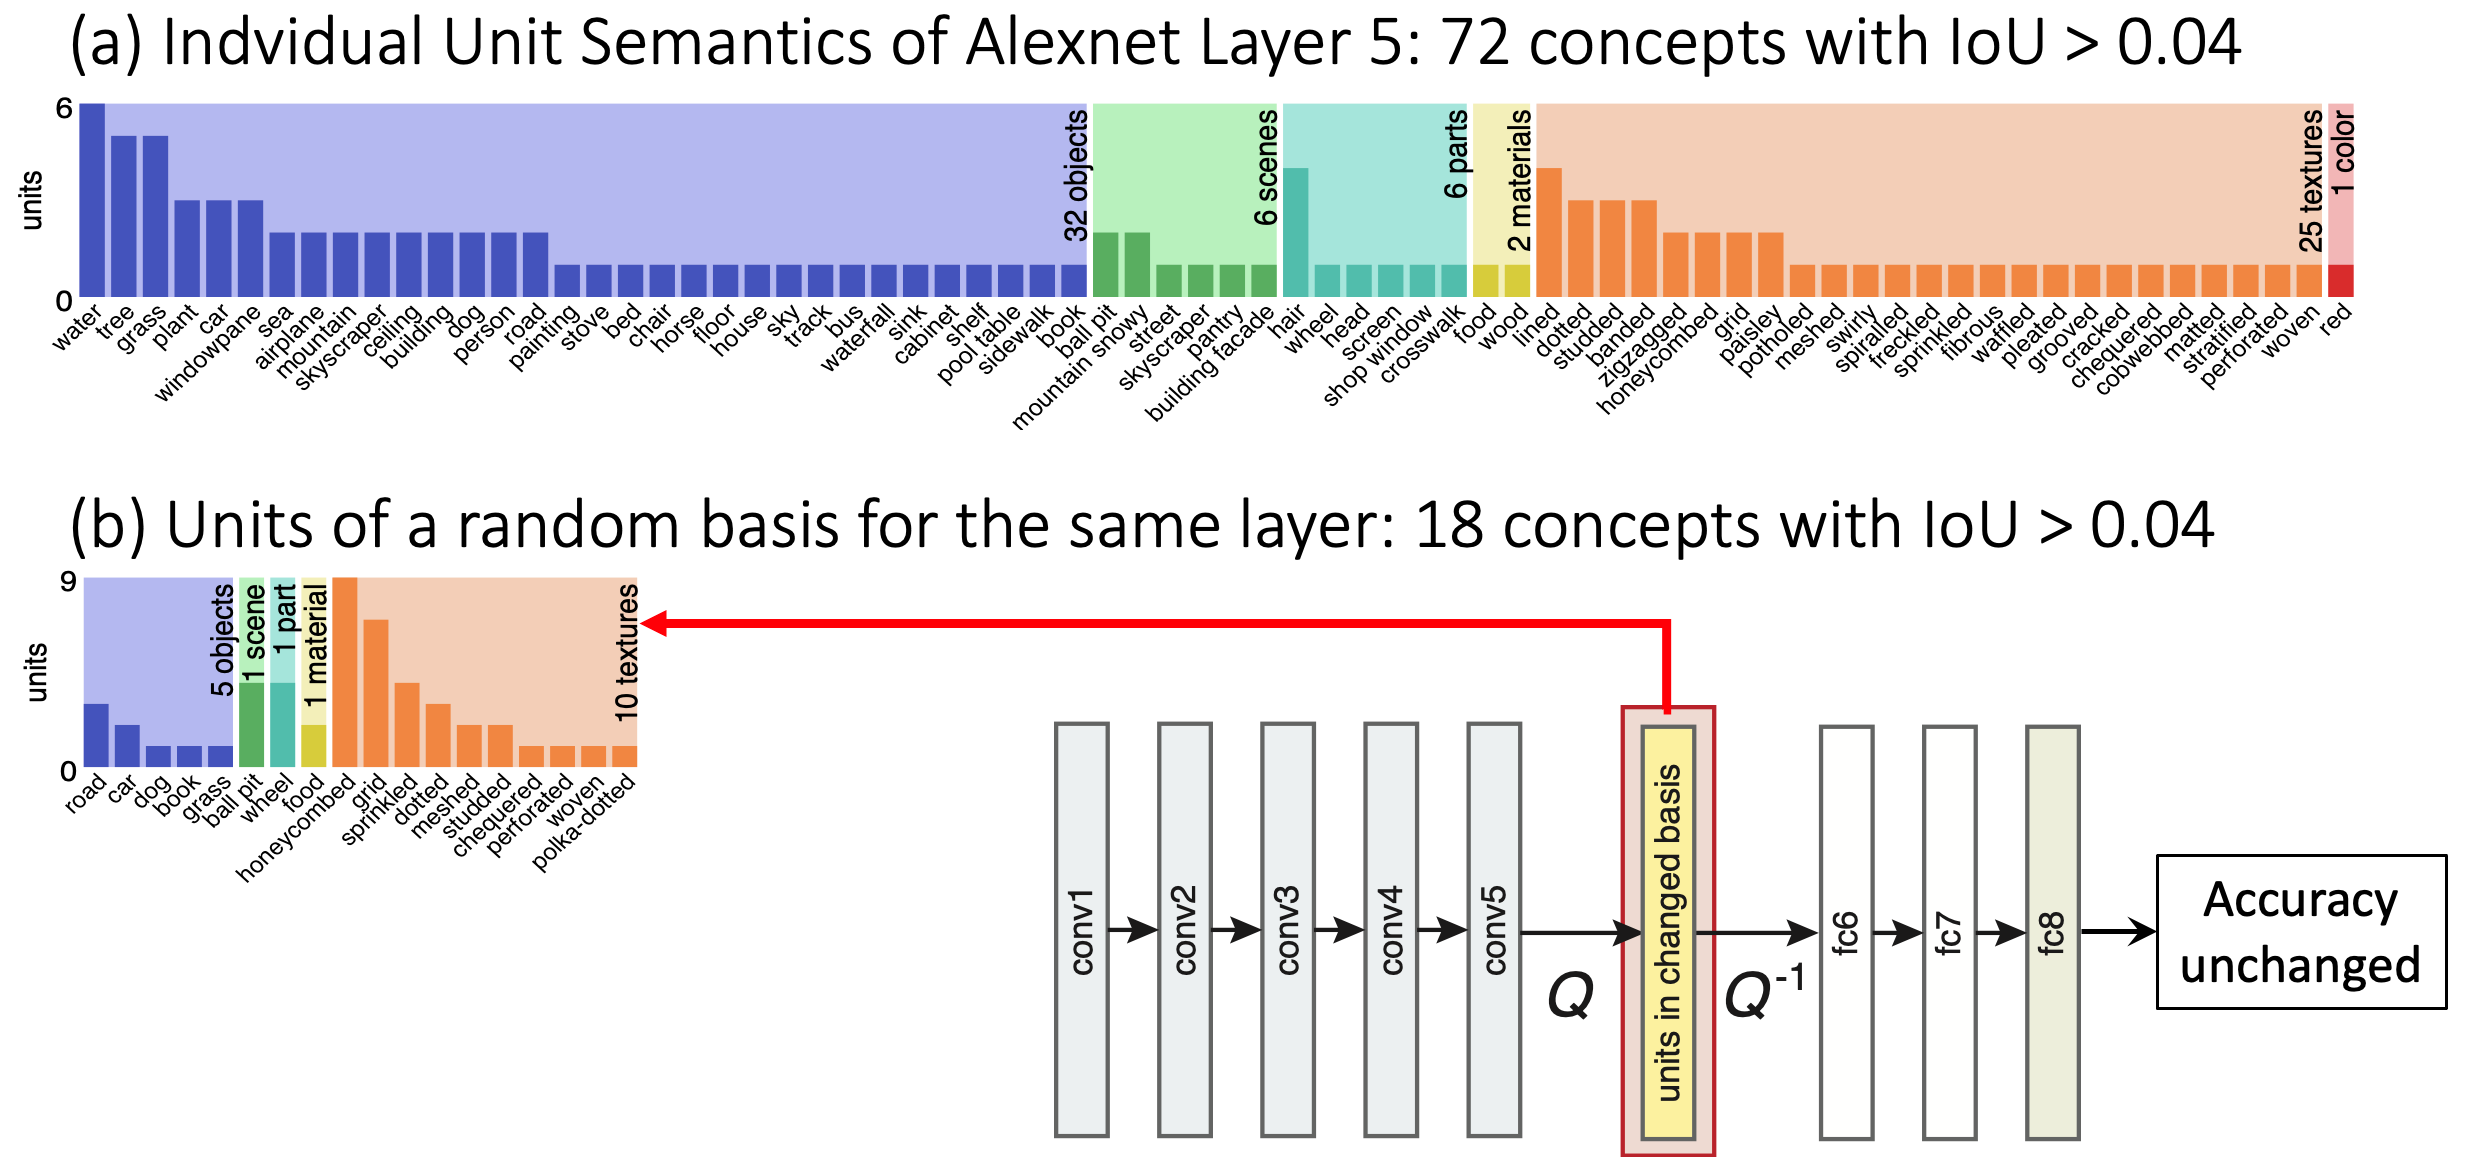 (a) Indvidual Unit Semantics of Alexnet Layer 5: 72 concepts with IoU > 0.04
6
units
0
32 objects
6 scenes
6 parts
2 materials
25 textures
1 color
water
tree
grass
plant
car
windowpane
sea
airplane
mountain
skyscraper
ceiling
building
dog
person
road
painting
stove
bed
chair
horse
floor
house
sky
track
bus
waterfall
sink
cabinet
shelf
pool table
sidewalk
book
ball pit
mountain snowy
street
skyscraper
pantry
building facade
hair
wheel
head
screen
shop window
crosswalk
food
wood
lined
dotted
studded
banded
zigzagged
honeycombed
grid
paisley
potholed
meshed
swirly
spiralled
freckled
sprinkled
fibrous
waffled
pleated
grooved
cracked
chequered
cobwebbed
matted
stratified
perforated
woven
red
(b) Units of a random basis for the same layer: 18 concepts with IoU > 0.04
9
units
0
5 objects
1 scene
1 part
1 material
10 textures
road
car
dog
book
grass
ball pit
wheel
food
honeycombed
grid
sprinkled
dotted
meshed
studded
chequered
perforated
woven
polka-dotted
conv1
conv2
conv3
conv4
conv5
Q
units in changed basis
Q-1
fc6
fc7
fc8
Accuracy
unchanged